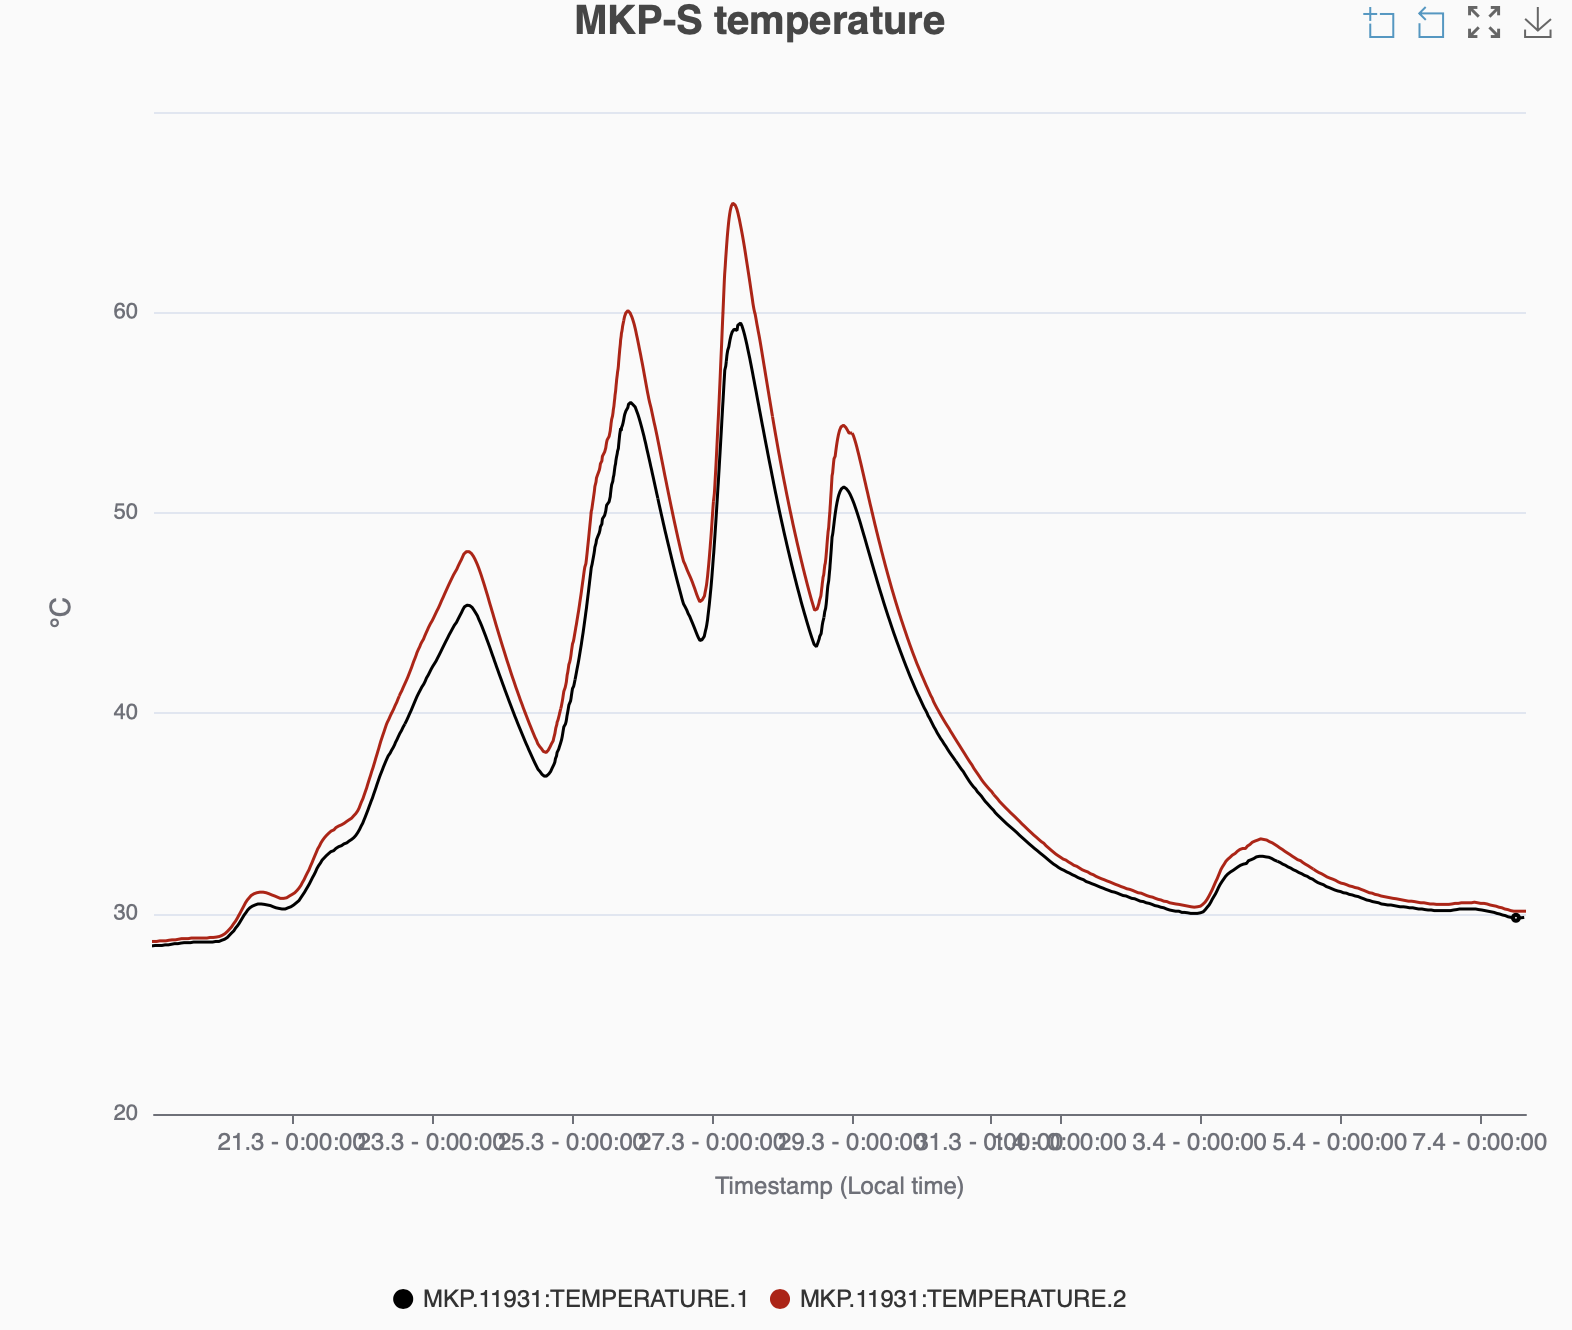 MKP-S temperature
60
50
40
30
20
°C
21.3 - 0:00:00 23.3 - 0:00:00 25.3 - 0:00:00 27.3 - 0:00:00 29.3 - 0:00:00 31.3 - 0:00:00 1.4 - 0:00:00 3.4 - 0:00:00 5.4 - 0:00:00 7.4 - 0:00:00
Timestamp (Local time)
MKP.11931:TEMPERATURE.1 MKP.11931:TEMPERATURE.2